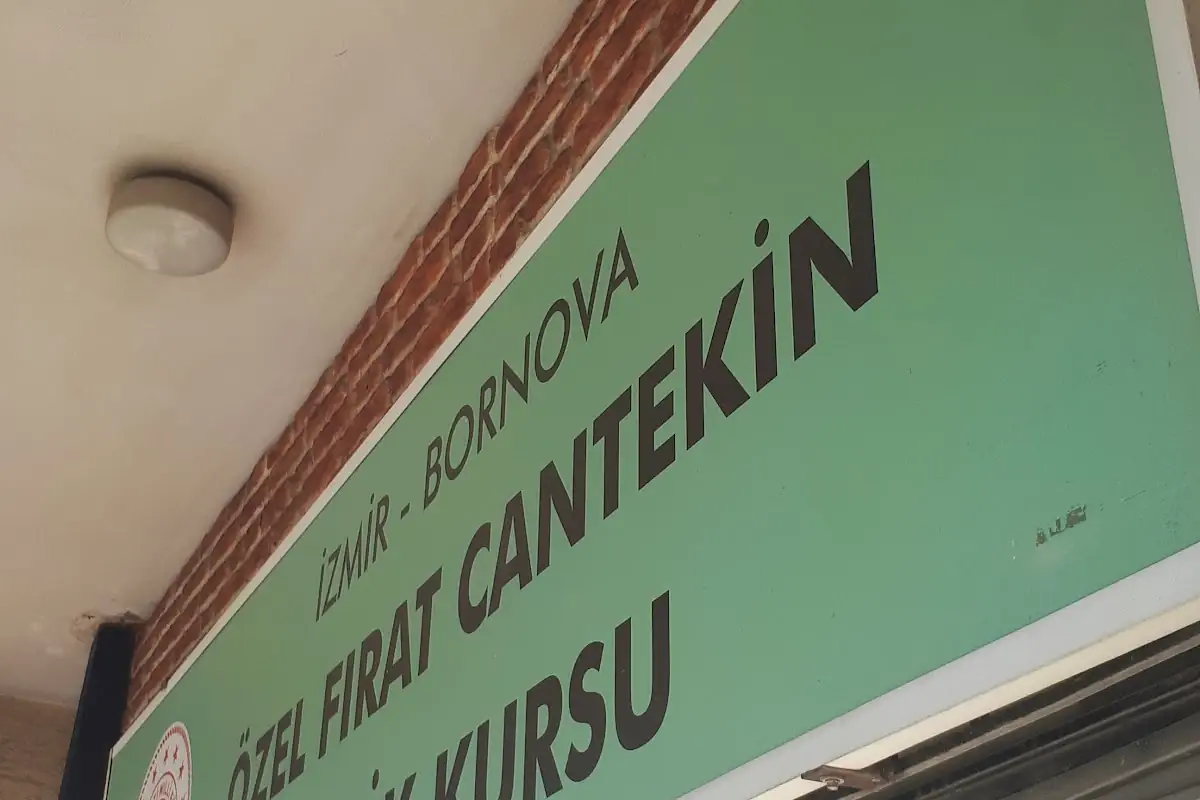 İZMİR - BORNOVA
ÖZEL FIRAT CANTEKİN
KURSU